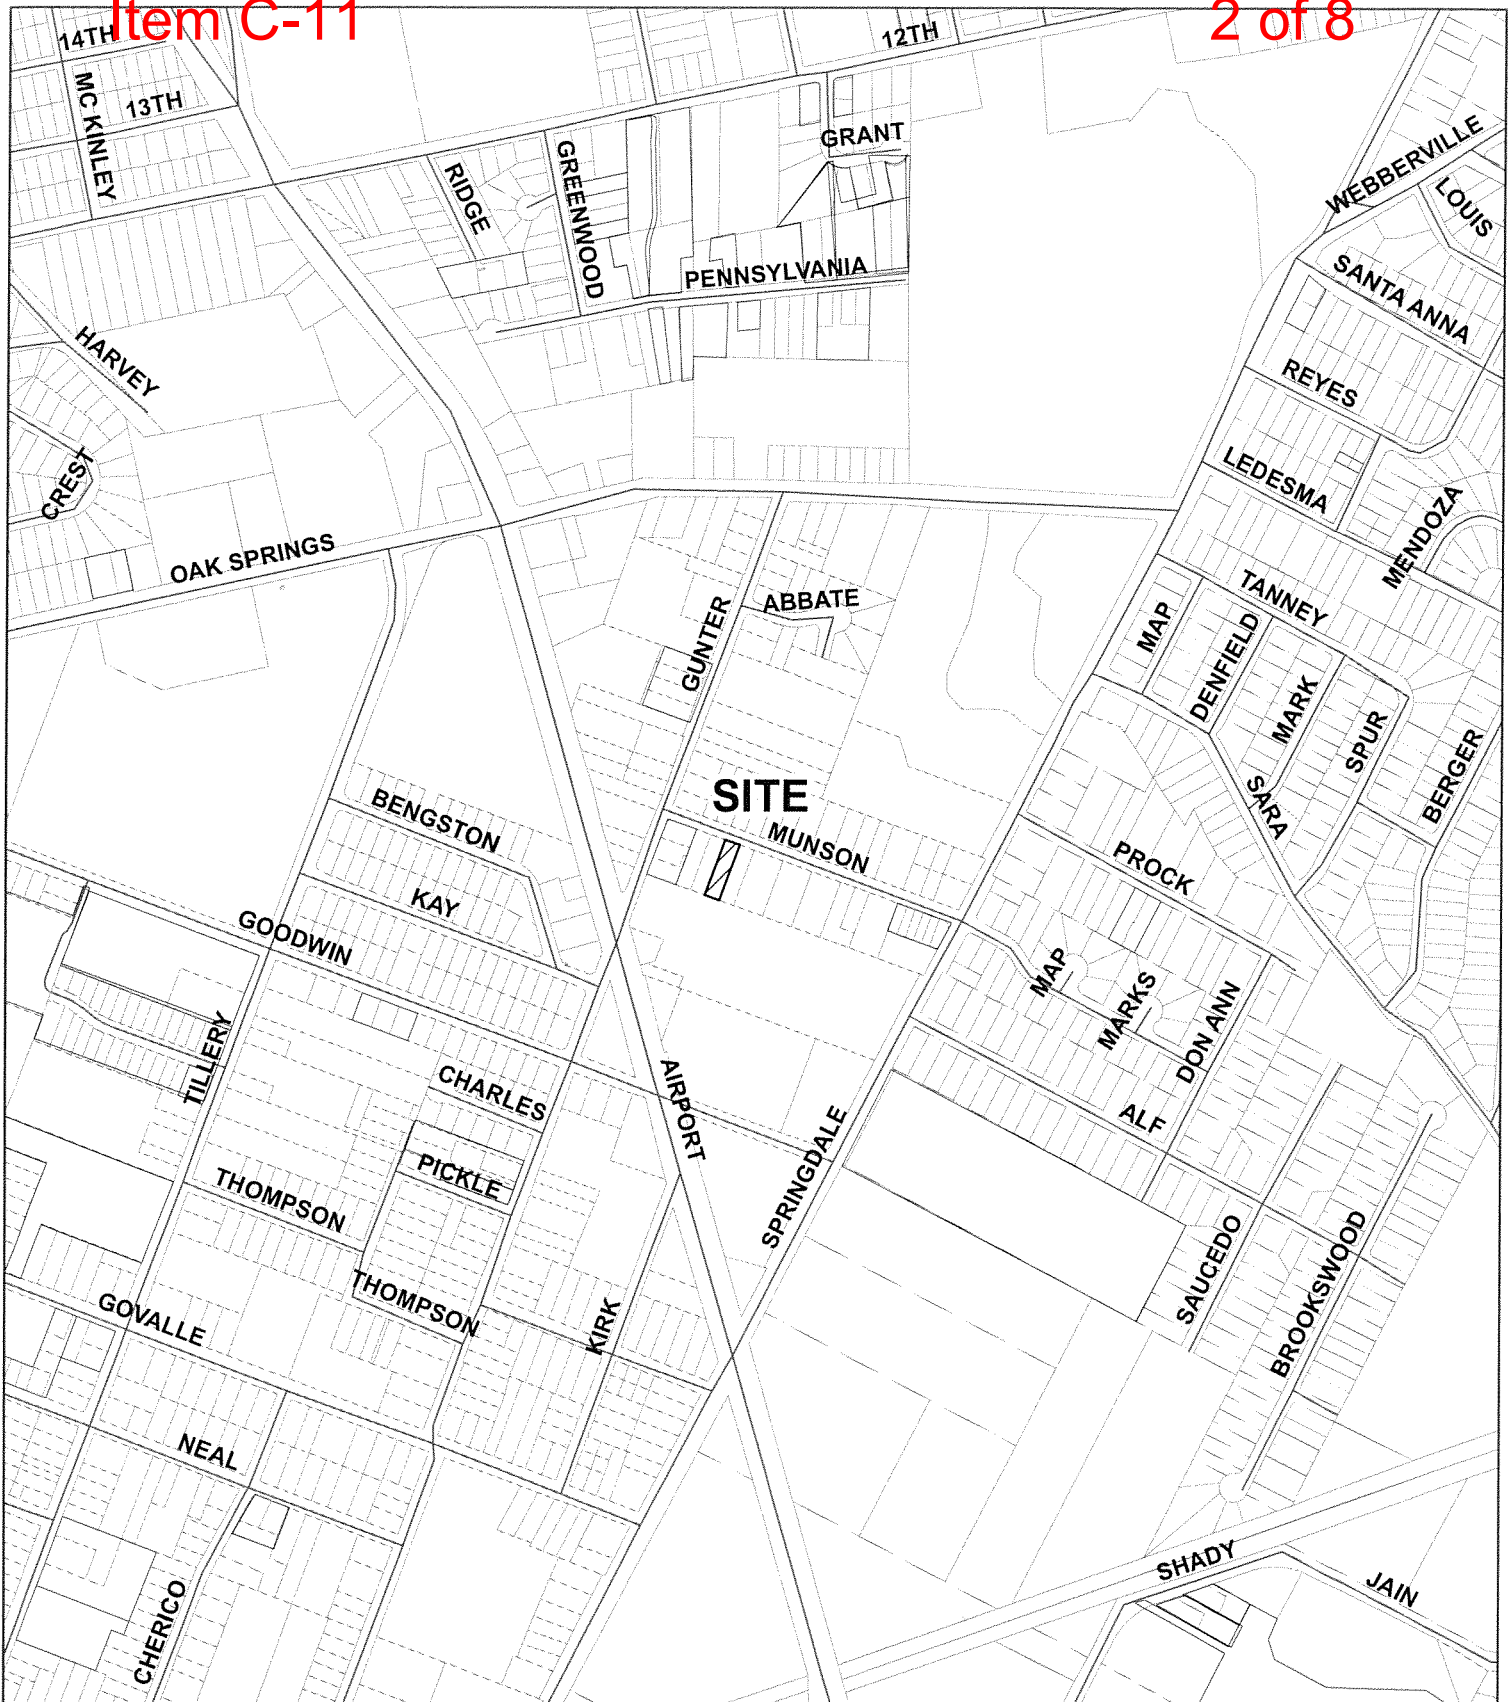 Item C-11
2 of 8
14TH
12TH
MC KINLEY
13TH
GRANT
WEBBERVILLE
RIDGE
GREENWOOD
LOUIS
PENNSYLVANIA
SANTA ANNA
HARVEY
REYES
CREST
LEDESMA
MENDOZA
OAK SPRINGS
TANNEY
ABBATE
MAP
GUNTER
DENFIELD
MARK
SPUR
BERGER
SITE
BENGSTON
SARA
MUNSON
PROCK
KAY
GOODWIN
MAP
MARKS
DON ANN
TILLERY
CHARLES
AIRPORT
ALF
PICKLE
SPRINGDALE
THOMPSON
SAUCEDO
BROOKSWOOD
THOMPSON
GOVALLE
KIRK
NEAL
SHADY
JAIN
CHERICO